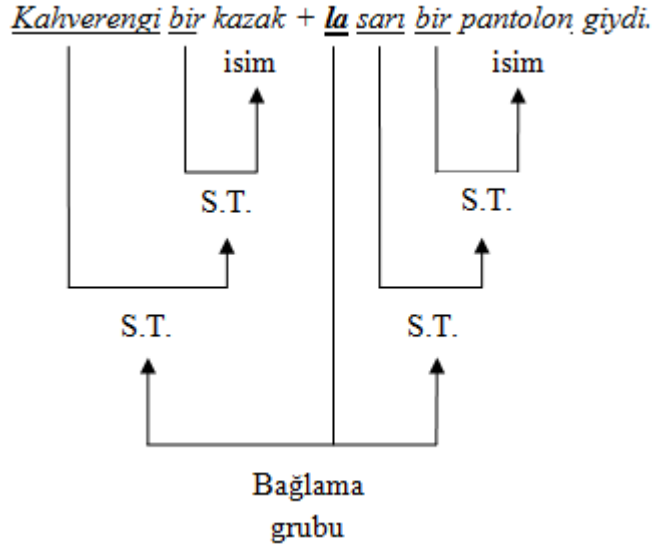 Kahverengi bir kazak + la sarı bir pantolon giydi.
isim isim
S.T. S.T.
S.T. S.T.
Bağlama
grubu